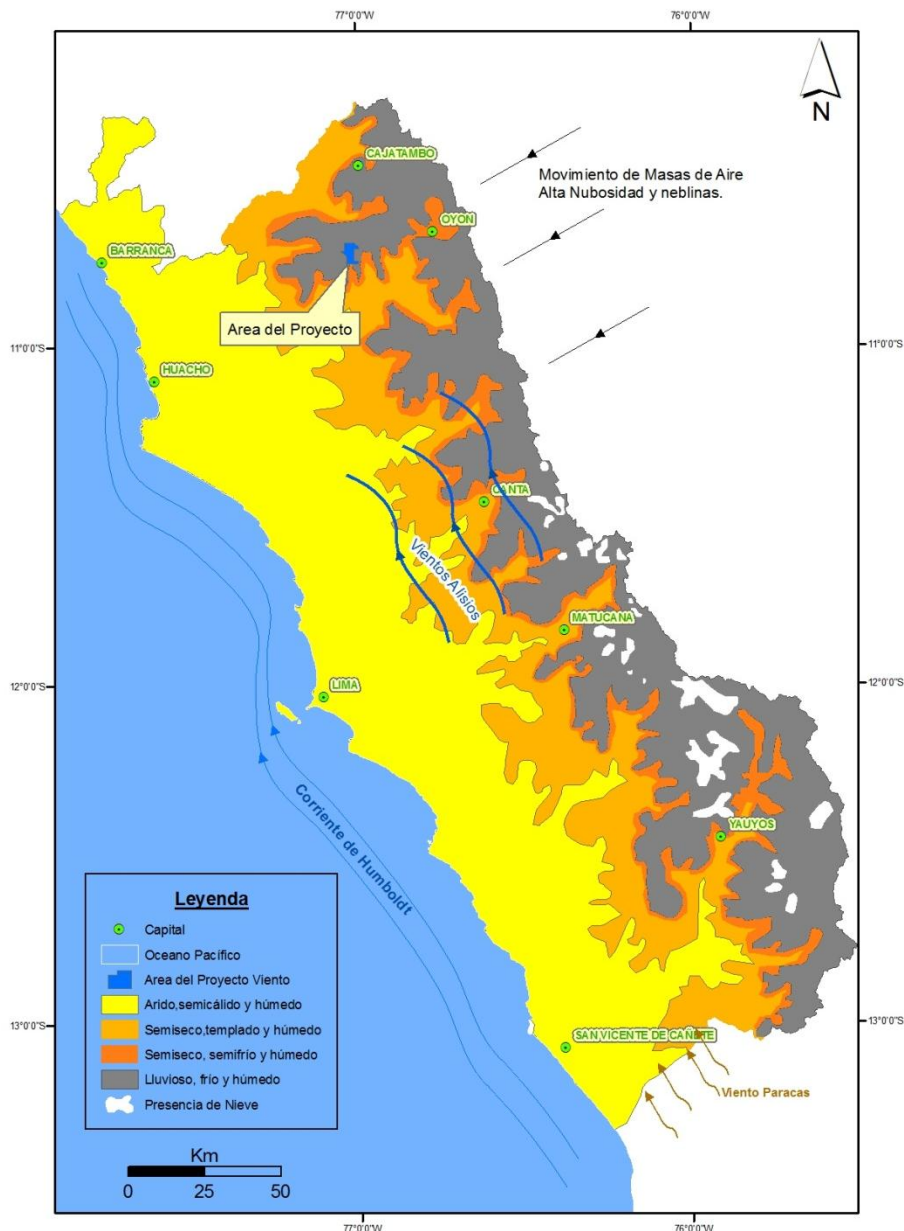 77°0'0"W
76°0'0"W
N
CAJATAMBO
Movimiento de Masas de Aire
Alta Nubosidad y neblinas.
OYON
BARRANCA
Area del Proyecto
11°0'0"S
11°0'0"S
HUACHO
CANTA
Vientos Alisios
MATUCANA
12°0'0"S
12°0'0"S
LIMA
Corriente de Humboldt
YAUYOS
Leyenda
Capital
Oceano Pacífico
Area del Proyecto Viento
Arido,semicálido y húmedo
Semiseco,templado y húmedo
Semiseco, semifrío y húmedo
Lluvioso, frío y húmedo
Presencia de Nieve
13°0'0"S
13°0'0"S
SAN VICENTE DE CAÑETE
Viento Paracas
Km
0 25 50
77°0'0"W
76°0'0"W